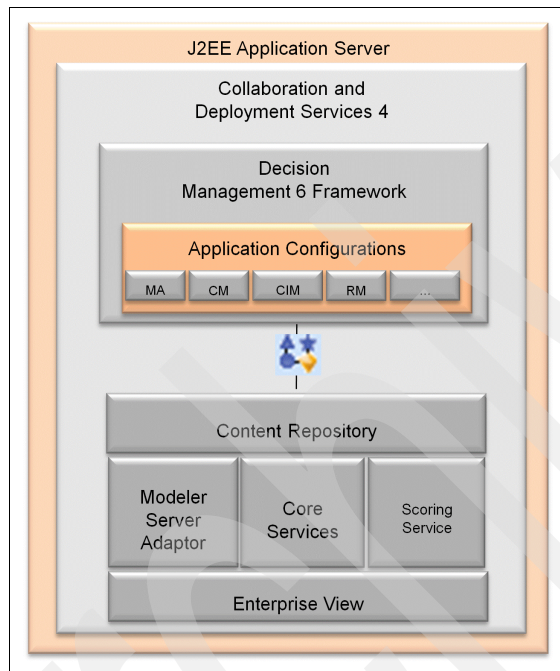 J2EE Application Server
Collaboration and
Deployment Services 4
Decision
Management 6 Framework
Application Configurations
MA CM CIM RM ...
Content Repository
Modeler
Server
Adaptor
Core
Services
Scoring
Service
Enterprise View